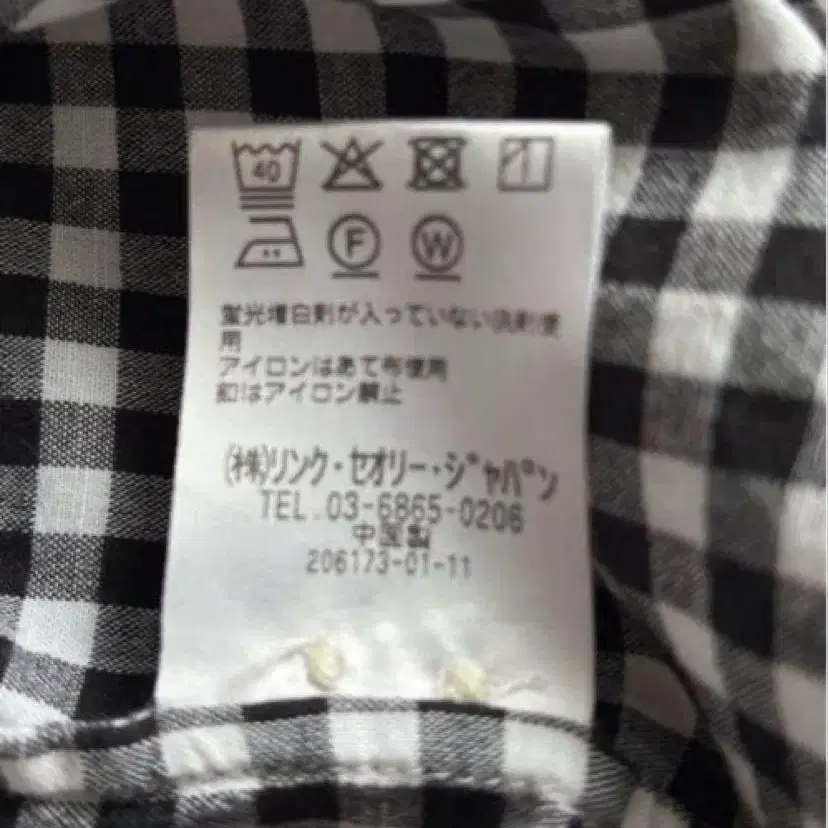 40
F W
蛍光増白剤が入っていない洗剤使
用
アイロンはあて布使用
釦はアイロン禁止
(株)リンク・セオリー・ジャパン
TEL.03-6865-0206
中国製
206173-01-11